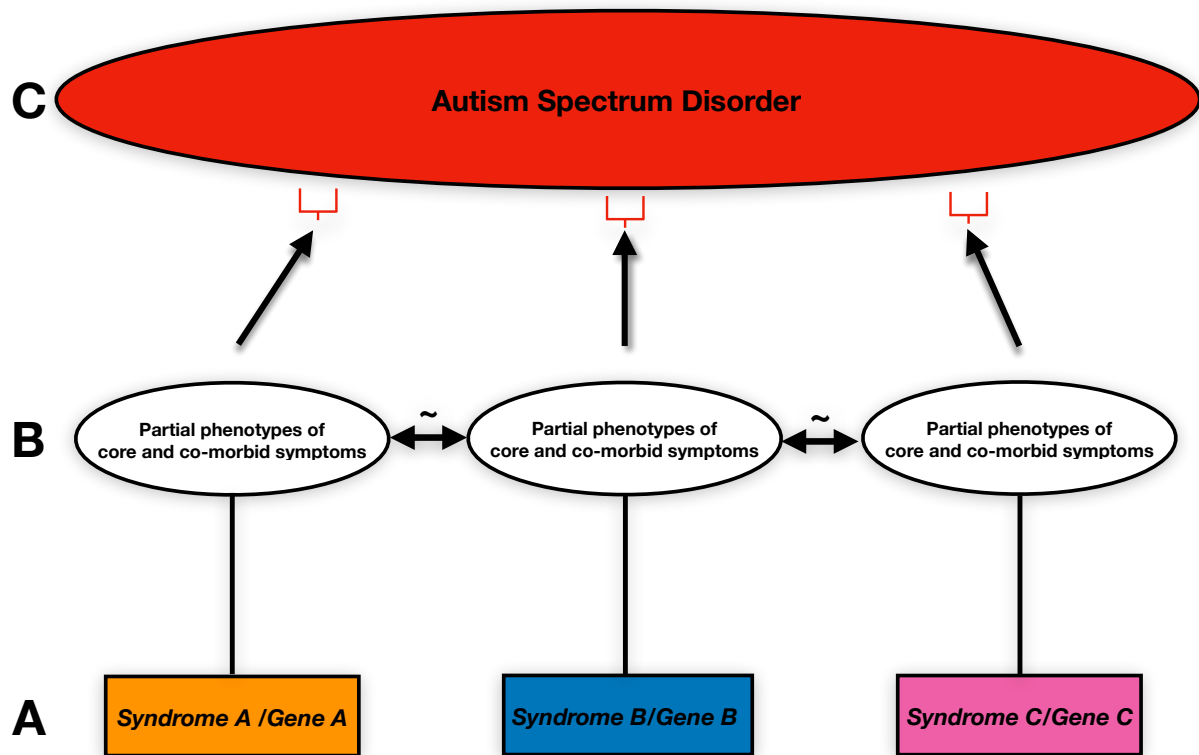 C
Autism Spectrum Disorder
B
Partial phenotypes of
core and co-morbid symptoms
~
Partial phenotypes of
core and co-morbid symptoms
~
Partial phenotypes of
core and co-morbid symptoms
A
Syndrome A /Gene A
Syndrome B/Gene B
Syndrome C/Gene C